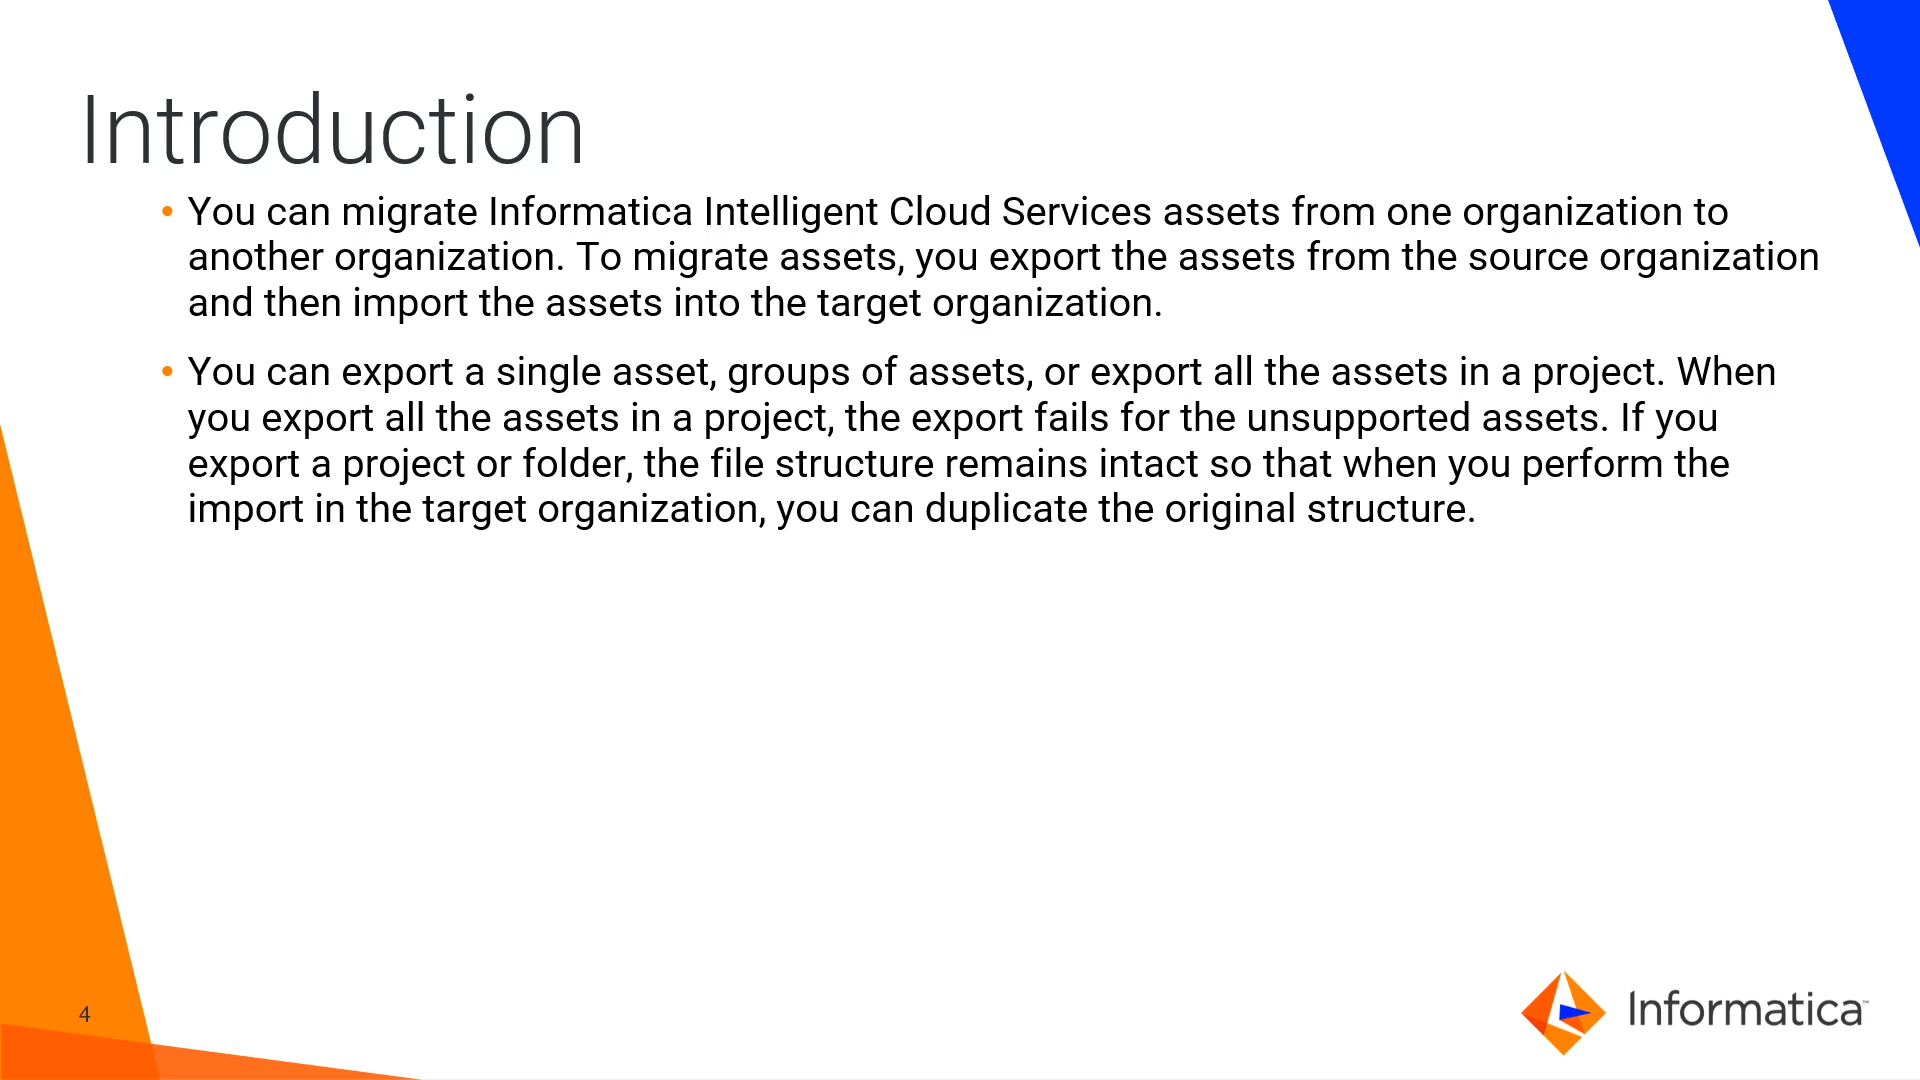 Introduction
• You can migrate Informatica Intelligent Cloud Services assets from one organization to
another organization. To migrate assets, you export the assets from the source organization
and then import the assets into the target organization.
• You can export a single asset, groups of assets, or export all the assets in a project. When
you export all the assets in a project, the export fails for the unsupported assets. If you
export a project or folder, the file structure remains intact so that when you perform the
import in the target organization, you can duplicate the original structure.
4
Informatica™